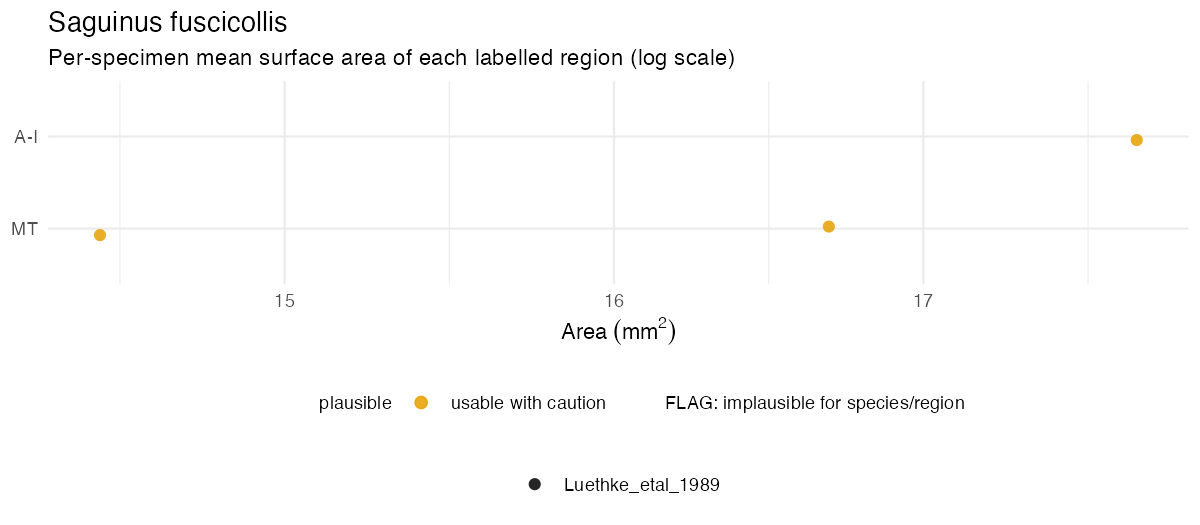 Saguinus fuscicollis
Per-specimen mean surface area of each labelled region (log scale)
A-I
MT
15 16 17
Area (mm²)
plausible usable with caution FLAG: implausible for species/region
Luethke_etal_1989